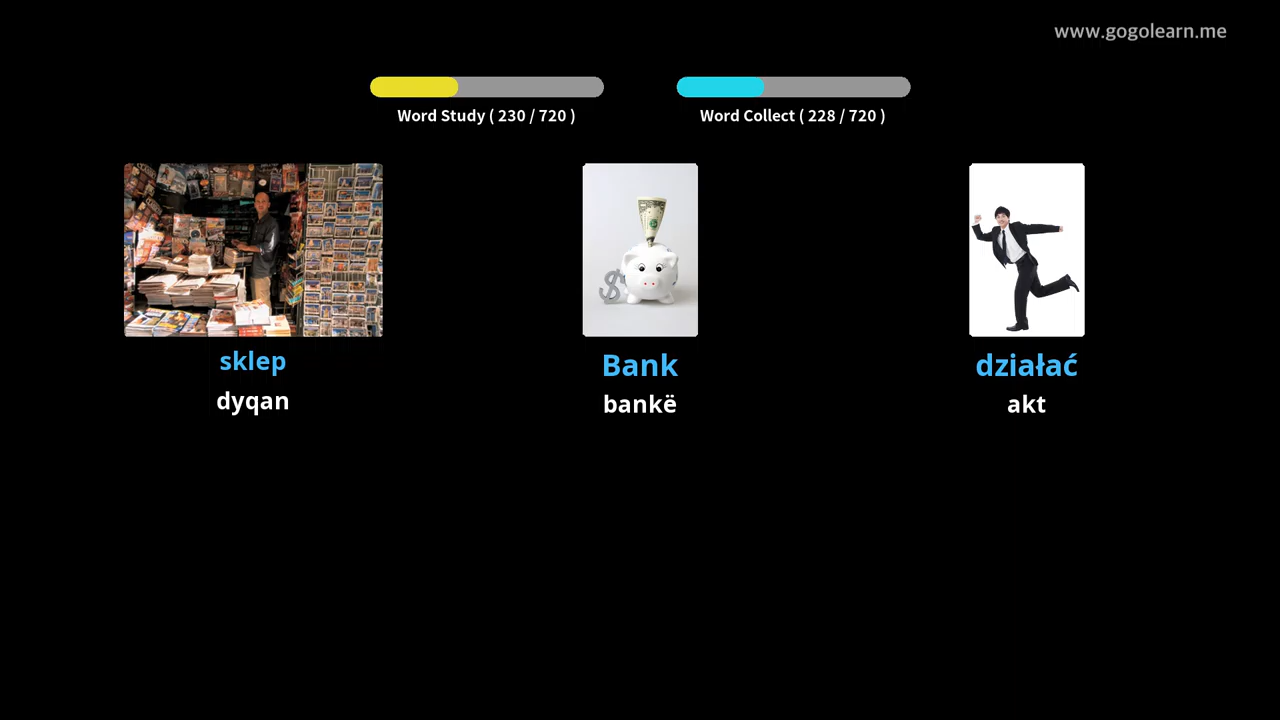 www.gogolearn.me
Word Study ( 230 / 720 )
Word Collect ( 228 / 720 )
sklep
Bank
działać
dyqan
bankë
akt